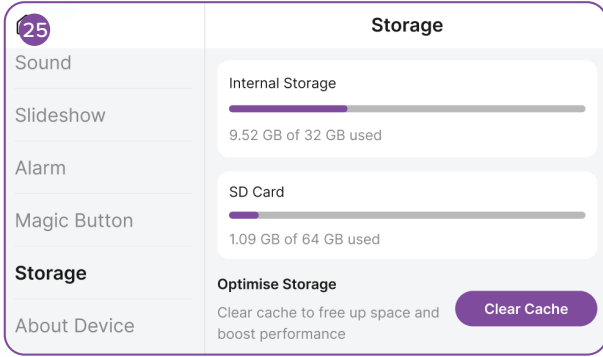 25
Storage
Sound
Slideshow
Alarm
Magic Button
Storage
About Device
Internal Storage
9.52 GB of 32 GB used
SD Card
1.09 GB of 64 GB used
Optimise Storage
Clear cache to free up space and
boost performance
Clear Cache